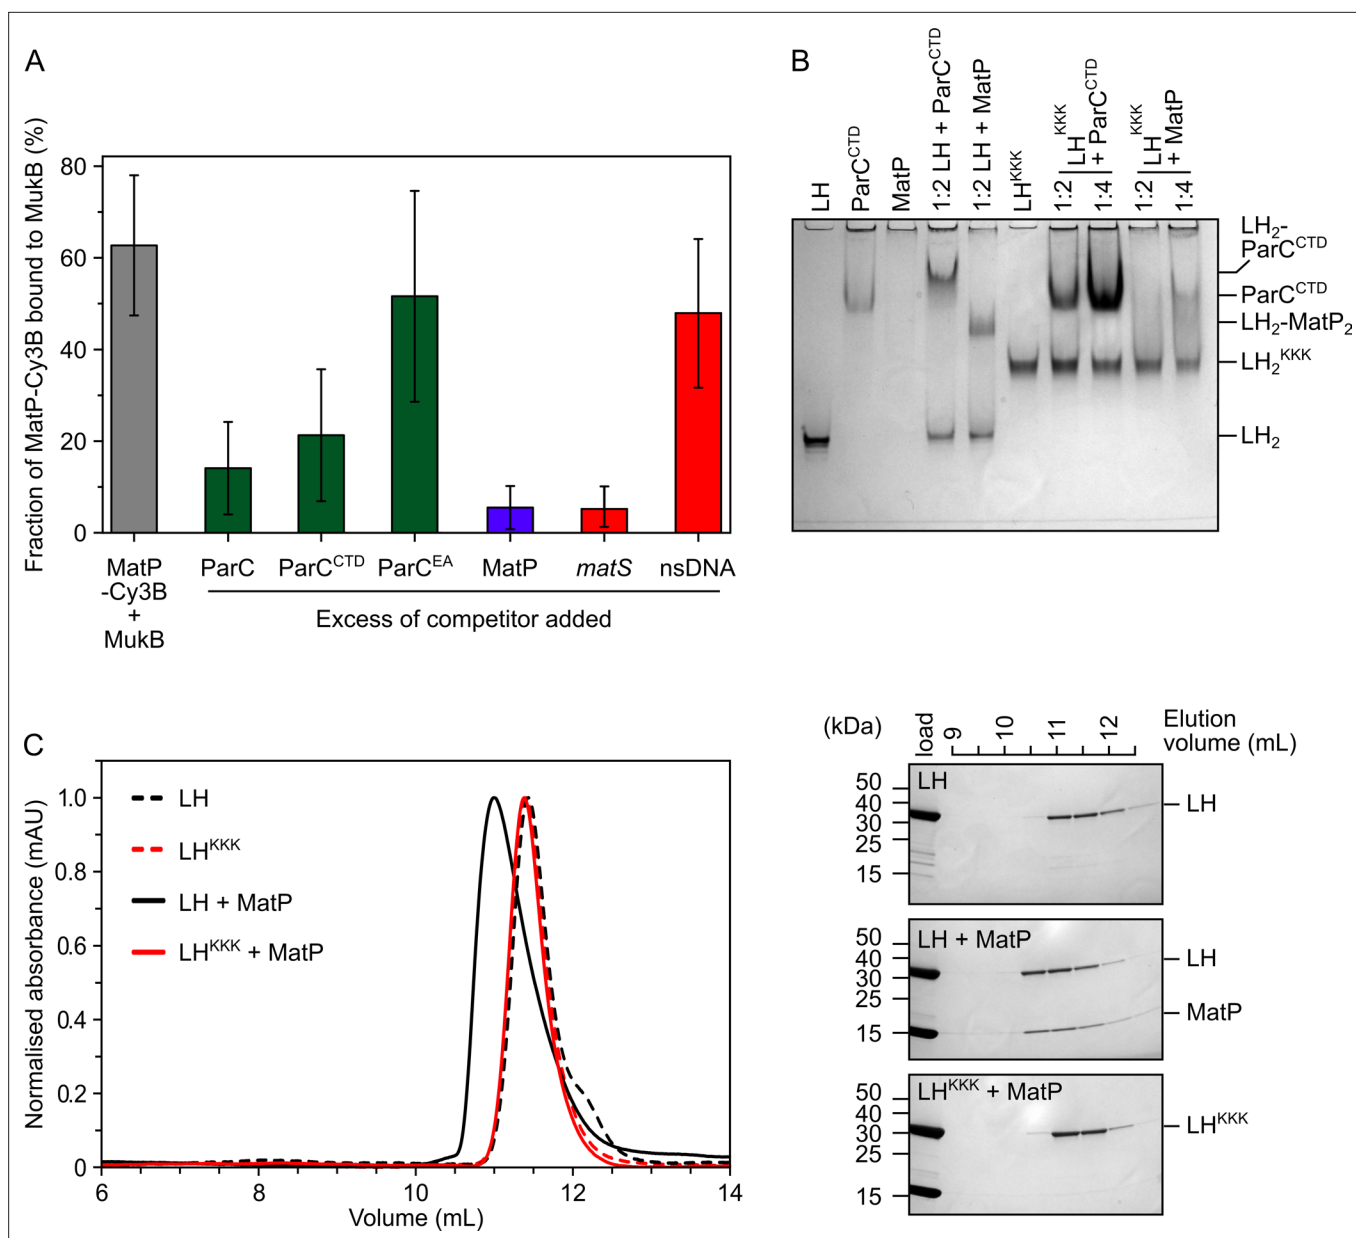 A
Fraction of MatP-Cy3B bound to MukB (%)
80
60
40
20
0
MatP
-Cy3B
+
MukB
ParC
ParC^CTD
ParC^EA
MatP
matS
nsDNA
Excess of competitor added
B
LH
ParC^CTD
MatP
1:2 LH + ParC^CTD
1:2 LH + MatP
LH^KKK
1:2
1:4
LH^KKK
+ ParC^CTD
1:2
1:4
LH^KKK
+ MatP
LH₂-
ParC^CTD
ParC^CTD
LH₂-MatP₂
LH₂^KKK
LH₂
C
Normalised absorbance (mAU)
1.0
0.8
0.6
0.4
0.2
0
LH
LH^KKK
LH + MatP
LH^KKK + MatP
6
8
10
12
14
Volume (mL)
(kDa)
load
9
10
11
12
Elution
volume (mL)
50
40
30
25
15
LH
LH
50
40
30
25
15
LH + MatP
LH
MatP
50
40
30
25
15
LH^KKK + MatP
LH^KKK